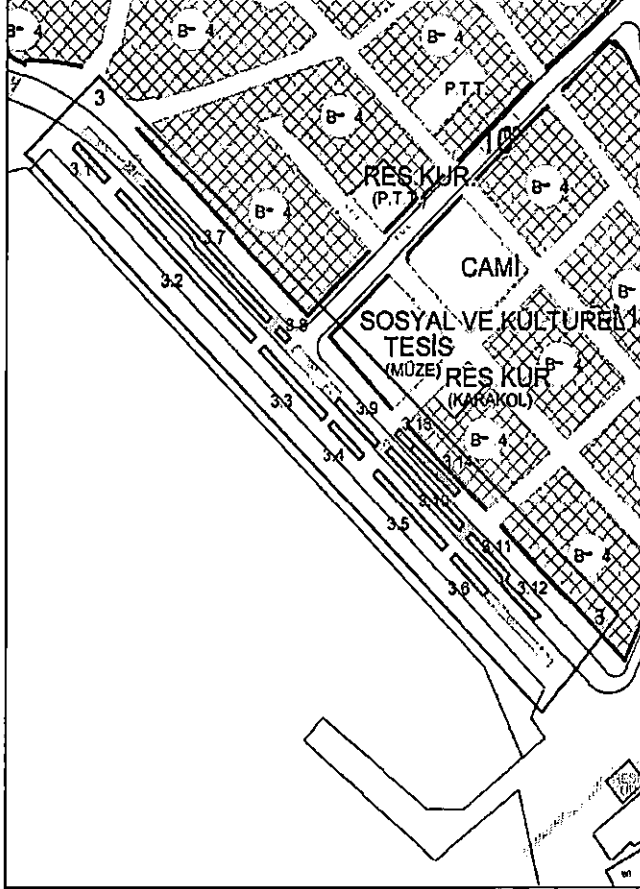 B- 4
B- 4
B- 4
P.T.T.
B- 4
3
10
3.1
RES.KUR.
(P.T.T.)
B- 4
B- 4
3.7
3.2
CAMİ
B-
3.8
SOSYAL VE KÜLTÜREL
TESİS
(MÜZE)
B- 4
RES.KUR
(KARAKOL)
3.3
3.9
3.13
B- 4
3.4
3.14
3.10
3.5
3.11
B- 4
3.6
3.12
3